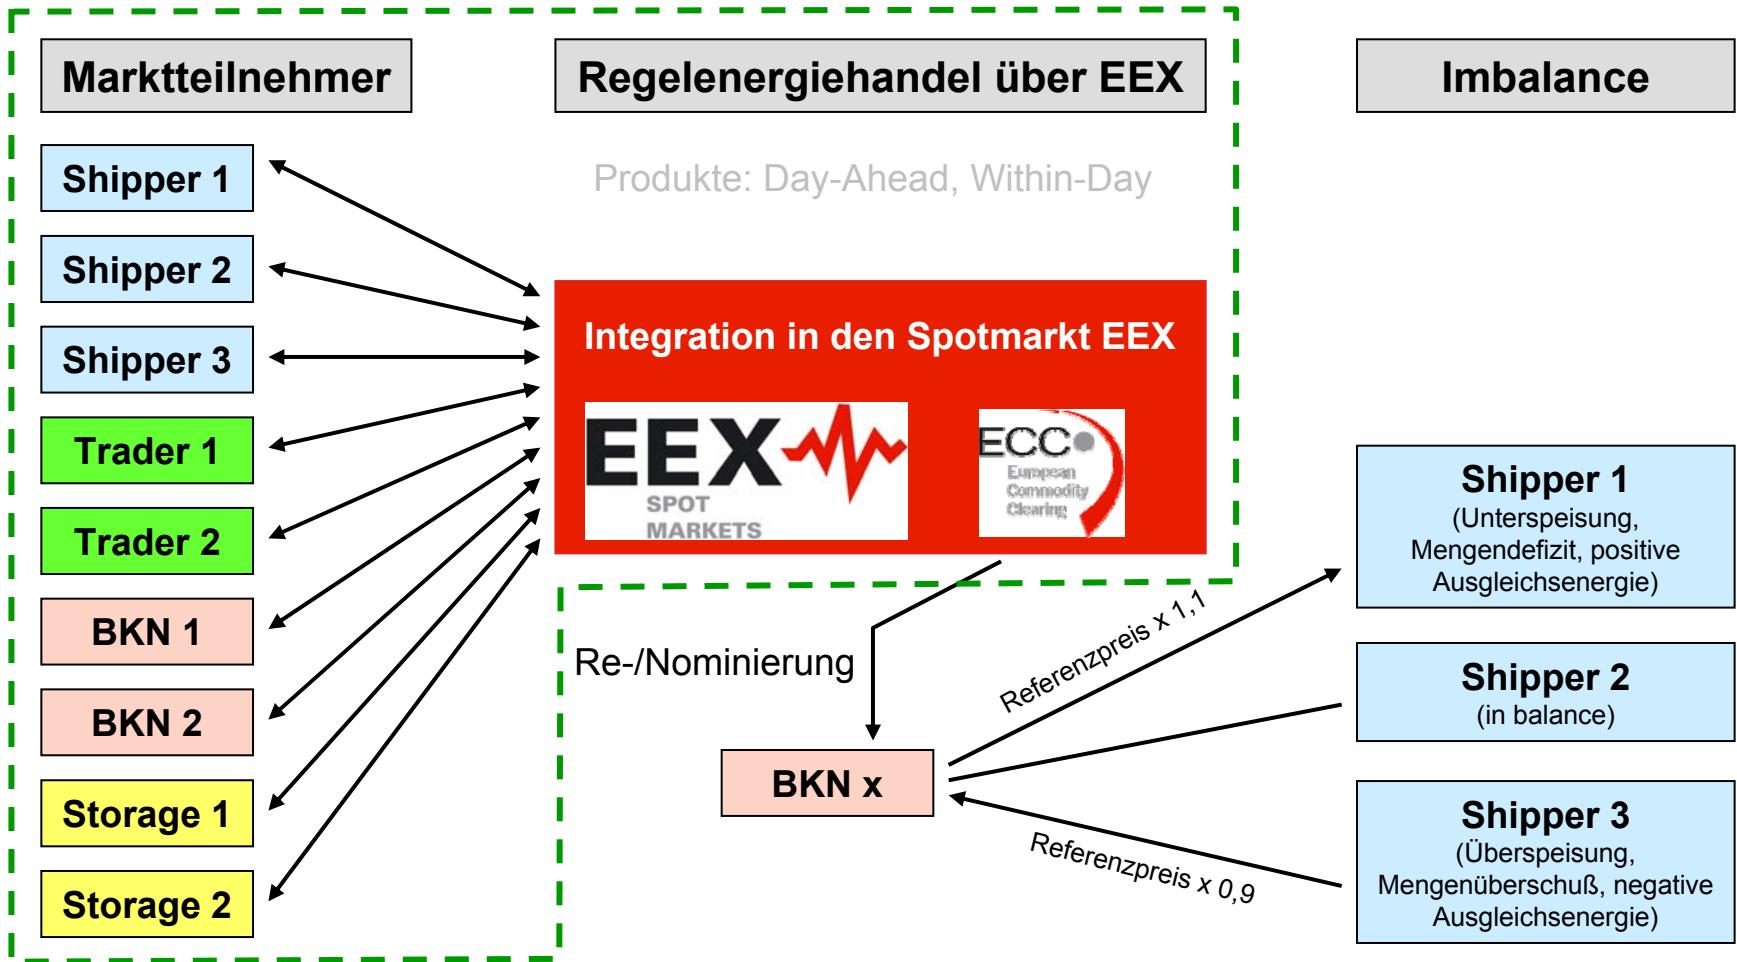 Marktteilnehmer
Regelenergiehandel über EEX
Imbalance
Produkte: Day-Ahead, Within-Day
Shipper 1
Shipper 2
Shipper 3
Trader 1
Trader 2
BKN 1
BKN 2
Storage 1
Storage 2
Integration in den Spotmarkt EEX
EEX
SPOT
MARKETS
ECC
European
Commodity
Clearing
Re-/Nominierung
BKN x
Referenzpreis x 1,1
Referenzpreis x 0,9
Shipper 1
(Unterspeisung,
Mengendefizit, positive
Ausgleichsenergie)
Shipper 2
(in balance)
Shipper 3
(Überspeisung,
Mengenüberschuß, negative
Ausgleichsenergie)